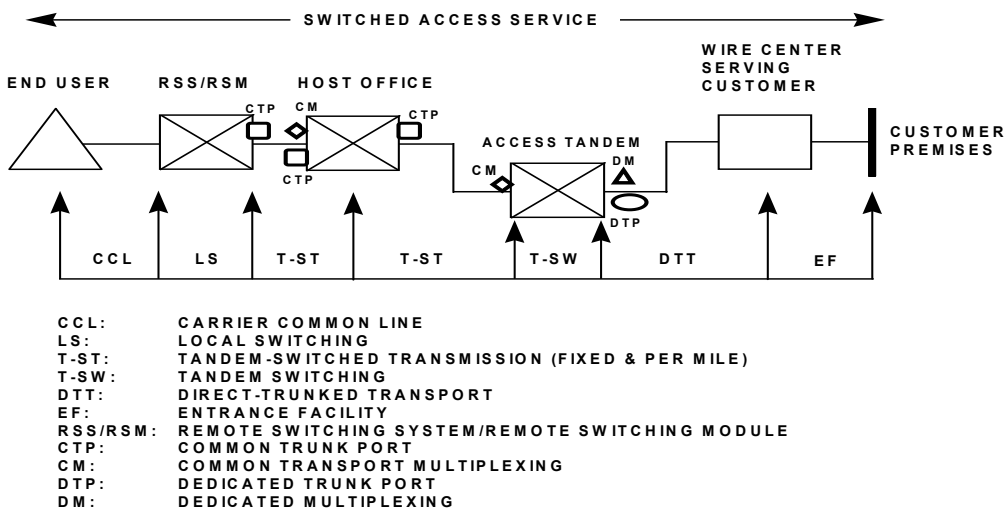 SWITCHED ACCESS SERVICE
WIRE CENTER
SERVING
CUSTOMER
END USER RSS/RSM HOST OFFICE
CTP CM CTP
ACCESS TANDEM
CUSTOMER
PREMISES
CTP
CM DM
DTP
CCL LS T-ST T-ST T-SW DTT EF
CCL: CARRIER COMMON LINE
LS: LOCAL SWITCHING
T-ST: TANDEM-SWITCHED TRANSMISSION (FIXED & PER MILE)
T-SW: TANDEM SWITCHING
DTT: DIRECT-TRUNKED TRANSPORT
EF: ENTRANCE FACILITY
RSS/RSM: REMOTE SWITCHING SYSTEM/REMOTE SWITCHING MODULE
CTP: COMMON TRUNK PORT
CM: COMMON TRANSPORT MULTIPLEXING
DTP: DEDICATED TRUNK PORT
DM: DEDICATED MULTIPLEXING